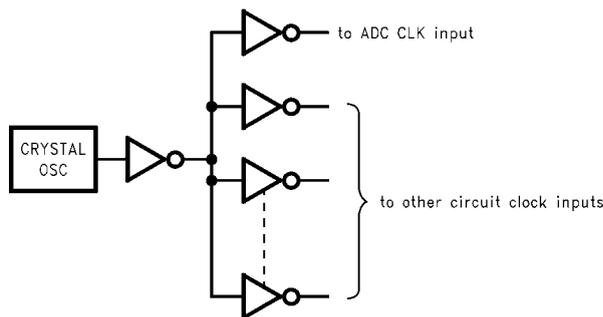 to ADC CLK input
CRYSTAL
OSC
to other circuit clock inputs